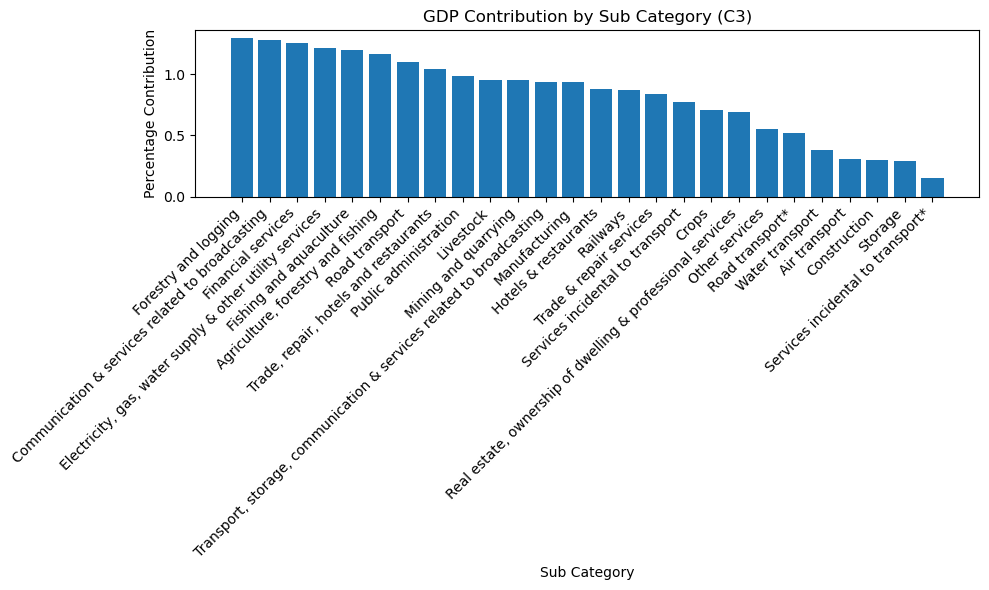 GDP Contribution by Sub Category (C3)
Percentage Contribution
1.0
0.5
0.0
Forestry and logging
Communication & services related to broadcasting
Financial services
Electricity, gas, water supply & other utility services
Fishing and aquaculture
Agriculture, forestry and fishing
Road transport
Trade, repair, hotels and restaurants
Public administration
Livestock
Mining and quarrying
Transport, storage, communication & services related to broadcasting
Manufacturing
Hotels & restaurants
Railways
Trade & repair services
Services incidental to transport
Crops
Real estate, ownership of dwelling & professional services
Other services
Road transport*
Water transport
Air transport
Construction
Storage
Services incidental to transport*
Sub Category